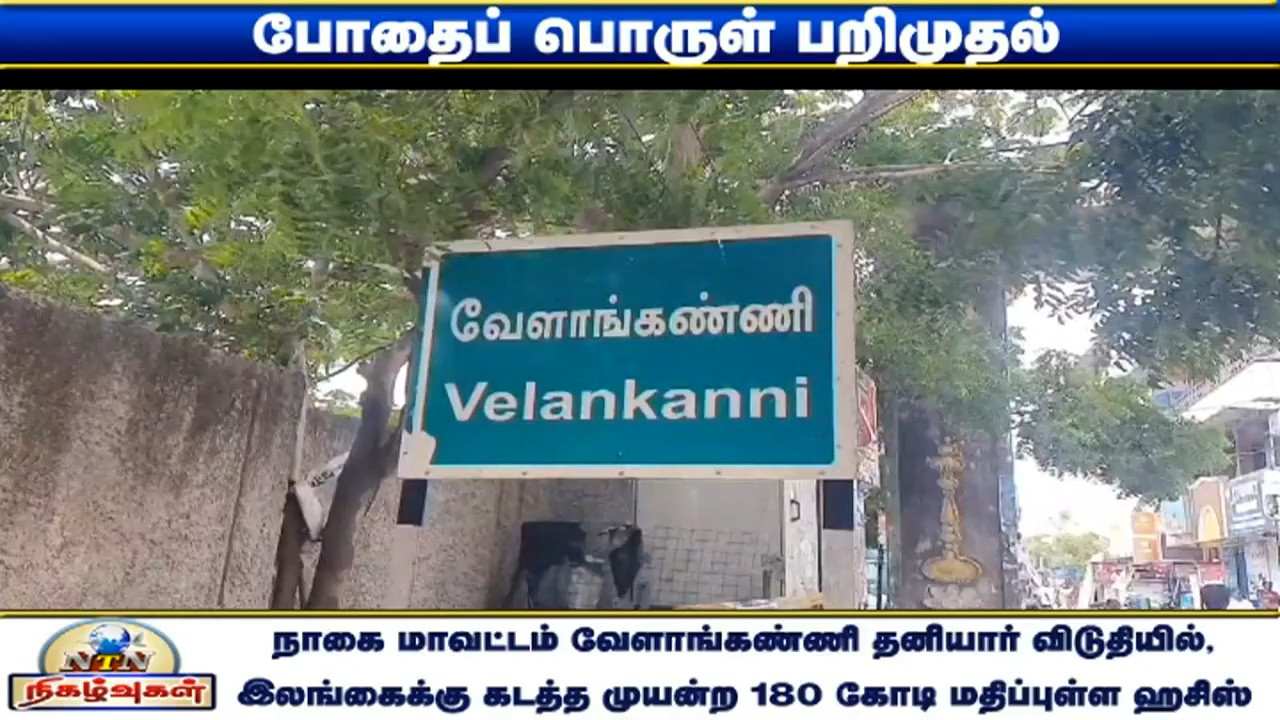 போதைப் பொருள் பறிமுதல்
வேளாங்கண்ணி
Velankanni
NTN
நிகழ்வுகள்
நாகை மாவட்டம் வேளாங்கண்ணி தனியார் விடுதியில்,
இலங்கைக்கு கடத்த முயன்ற 180 கோடி மதிப்புள்ள ஹசீஸ்